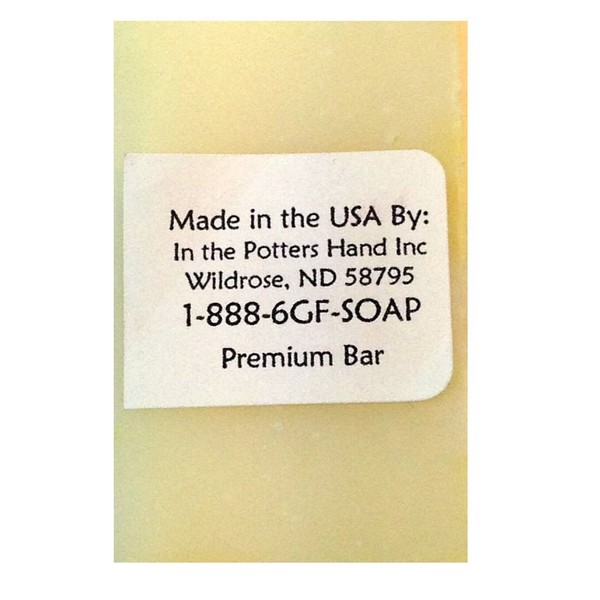 Made in the USA By:
In the Potters Hand Inc
Wildrose, ND 58795
1-888-6GF-SOAP
Premium Bar